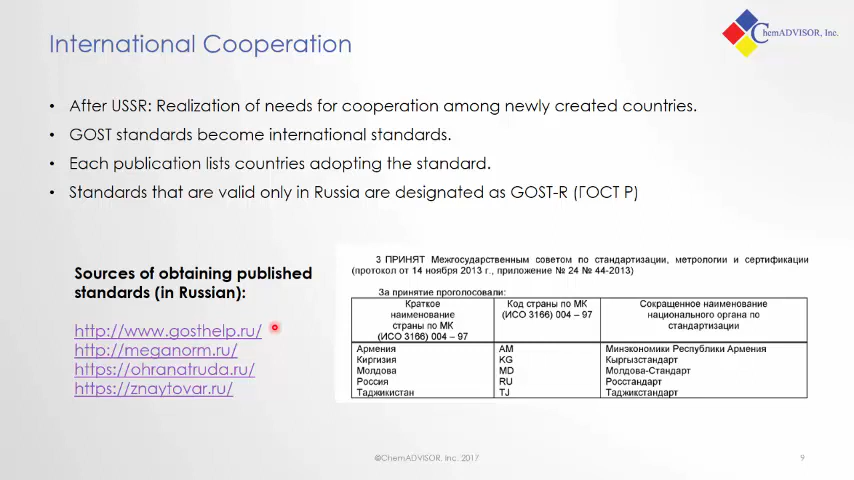 International Cooperation
ChemADVISOR, Inc.
• After USSR: Realization of needs for cooperation among newly created countries.
• GOST standards become international standards.
• Each publication lists countries adopting the standard.
• Standards that are valid only in Russia are designated as GOST-R (ГОСТ Р)
Sources of obtaining published
standards (in Russian):
http://www.gosthelp.ru/
http://meganorm.ru/
https://ohranatruda.ru/
https://znaytovar.ru/
3 ПРИНЯТ Межгосударственным советом по стандартизации, метрологии и сертификации
(протокол от 14 ноября 2013 г., приложение № 24 № 44-2013)
За принятие проголосовали:
Краткое
наименование
страны по МК
(ИСО 3166) 004 – 97
Код страны по МК
(ИСО 3166) 004 – 97
Сокращенное наименование
национального органа по
стандартизации
Армения AM Минэкономики Республики Армения
Киргизия KG Кыргызстандарт
Молдова MD Молдова-Стандарт
Россия RU Росстандарт
Таджикистан TJ Таджикстандарт
©ChemADVISOR, Inc. 2017
9